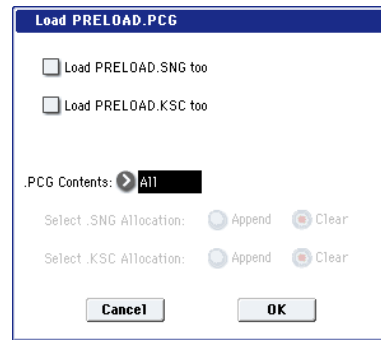 Load PRELOAD.PCG
Load PRELOAD.SNG too
Load PRELOAD.KSC too
.PCG Contents: All
Select .SNG Allocation: Append Clear
Select .KSC Allocation: Append Clear
Cancel OK